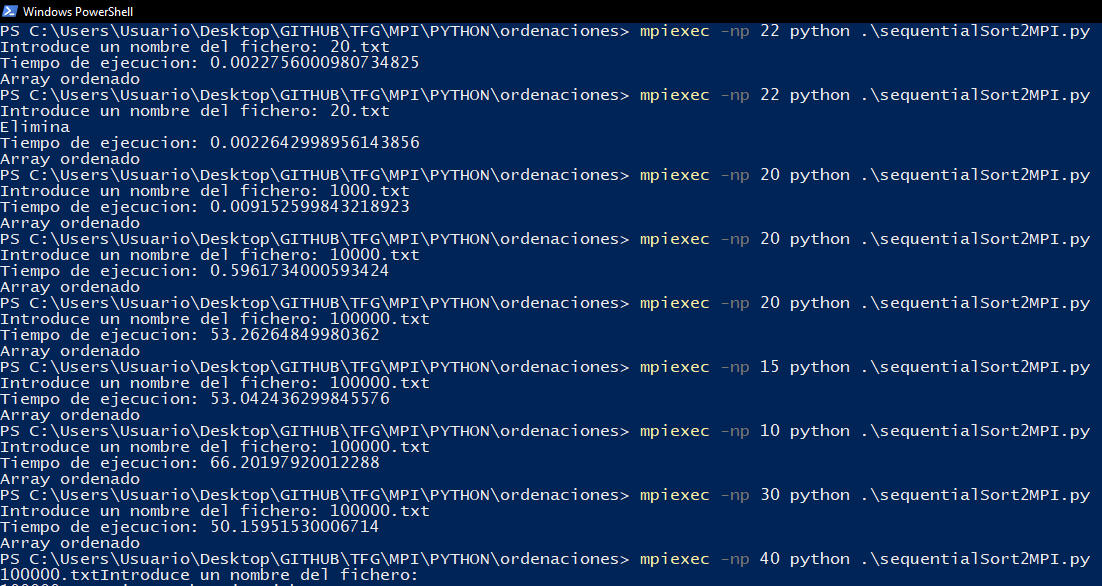 Windows PowerShell
PS C:\Users\Usuario\Desktop\GITHUB\TFG\MPI\PYTHON\ordenaciones> mpiexec -np 22 python .\sequentialSort2MPI.py
Introduce un nombre del fichero: 20.txt
Tiempo de ejecucion: 0.0022756000980734825
Array ordenado
PS C:\Users\Usuario\Desktop\GITHUB\TFG\MPI\PYTHON\ordenaciones> mpiexec -np 22 python .\sequentialSort2MPI.py
Introduce un nombre del fichero: 20.txt
Elimina
Tiempo de ejecucion: 0.0022642998956143856
Array ordenado
PS C:\Users\Usuario\Desktop\GITHUB\TFG\MPI\PYTHON\ordenaciones> mpiexec -np 20 python .\sequentialSort2MPI.py
Introduce un nombre del fichero: 1000.txt
Tiempo de ejecucion: 0.009152599843218923
Array ordenado
PS C:\Users\Usuario\Desktop\GITHUB\TFG\MPI\PYTHON\ordenaciones> mpiexec -np 20 python .\sequentialSort2MPI.py
Introduce un nombre del fichero: 10000.txt
Tiempo de ejecucion: 0.5961734000593424
Array ordenado
PS C:\Users\Usuario\Desktop\GITHUB\TFG\MPI\PYTHON\ordenaciones> mpiexec -np 20 python .\sequentialSort2MPI.py
Introduce un nombre del fichero: 100000.txt
Tiempo de ejecucion: 53.26264849980362
Array ordenado
PS C:\Users\Usuario\Desktop\GITHUB\TFG\MPI\PYTHON\ordenaciones> mpiexec -np 15 python .\sequentialSort2MPI.py
Introduce un nombre del fichero: 100000.txt
Tiempo de ejecucion: 53.042436299845576
Array ordenado
PS C:\Users\Usuario\Desktop\GITHUB\TFG\MPI\PYTHON\ordenaciones> mpiexec -np 10 python .\sequentialSort2MPI.py
Introduce un nombre del fichero: 100000.txt
Tiempo de ejecucion: 66.20197920012288
Array ordenado
PS C:\Users\Usuario\Desktop\GITHUB\TFG\MPI\PYTHON\ordenaciones> mpiexec -np 30 python .\sequentialSort2MPI.py
Introduce un nombre del fichero: 100000.txt
Tiempo de ejecucion: 50.15951530006714
Array ordenado
PS C:\Users\Usuario\Desktop\GITHUB\TFG\MPI\PYTHON\ordenaciones> mpiexec -np 40 python .\sequentialSort2MPI.py
100000.txtIntroduce un nombre del fichero: